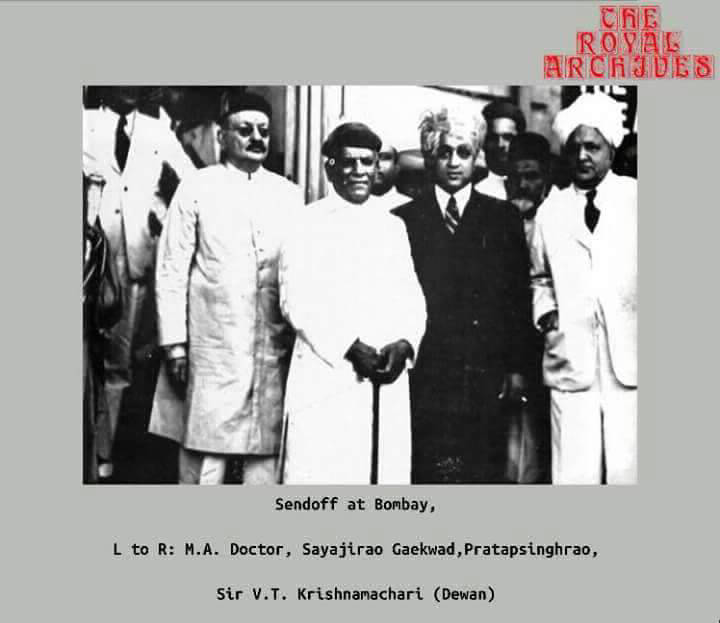 THE
ROYAL
ARCHIVES
Sendoff at Bombay,
L to R: M.A. Doctor, Sayajirao Gaekwad,Pratapsinghrao,
Sir V.T. Krishnamachari (Dewan)